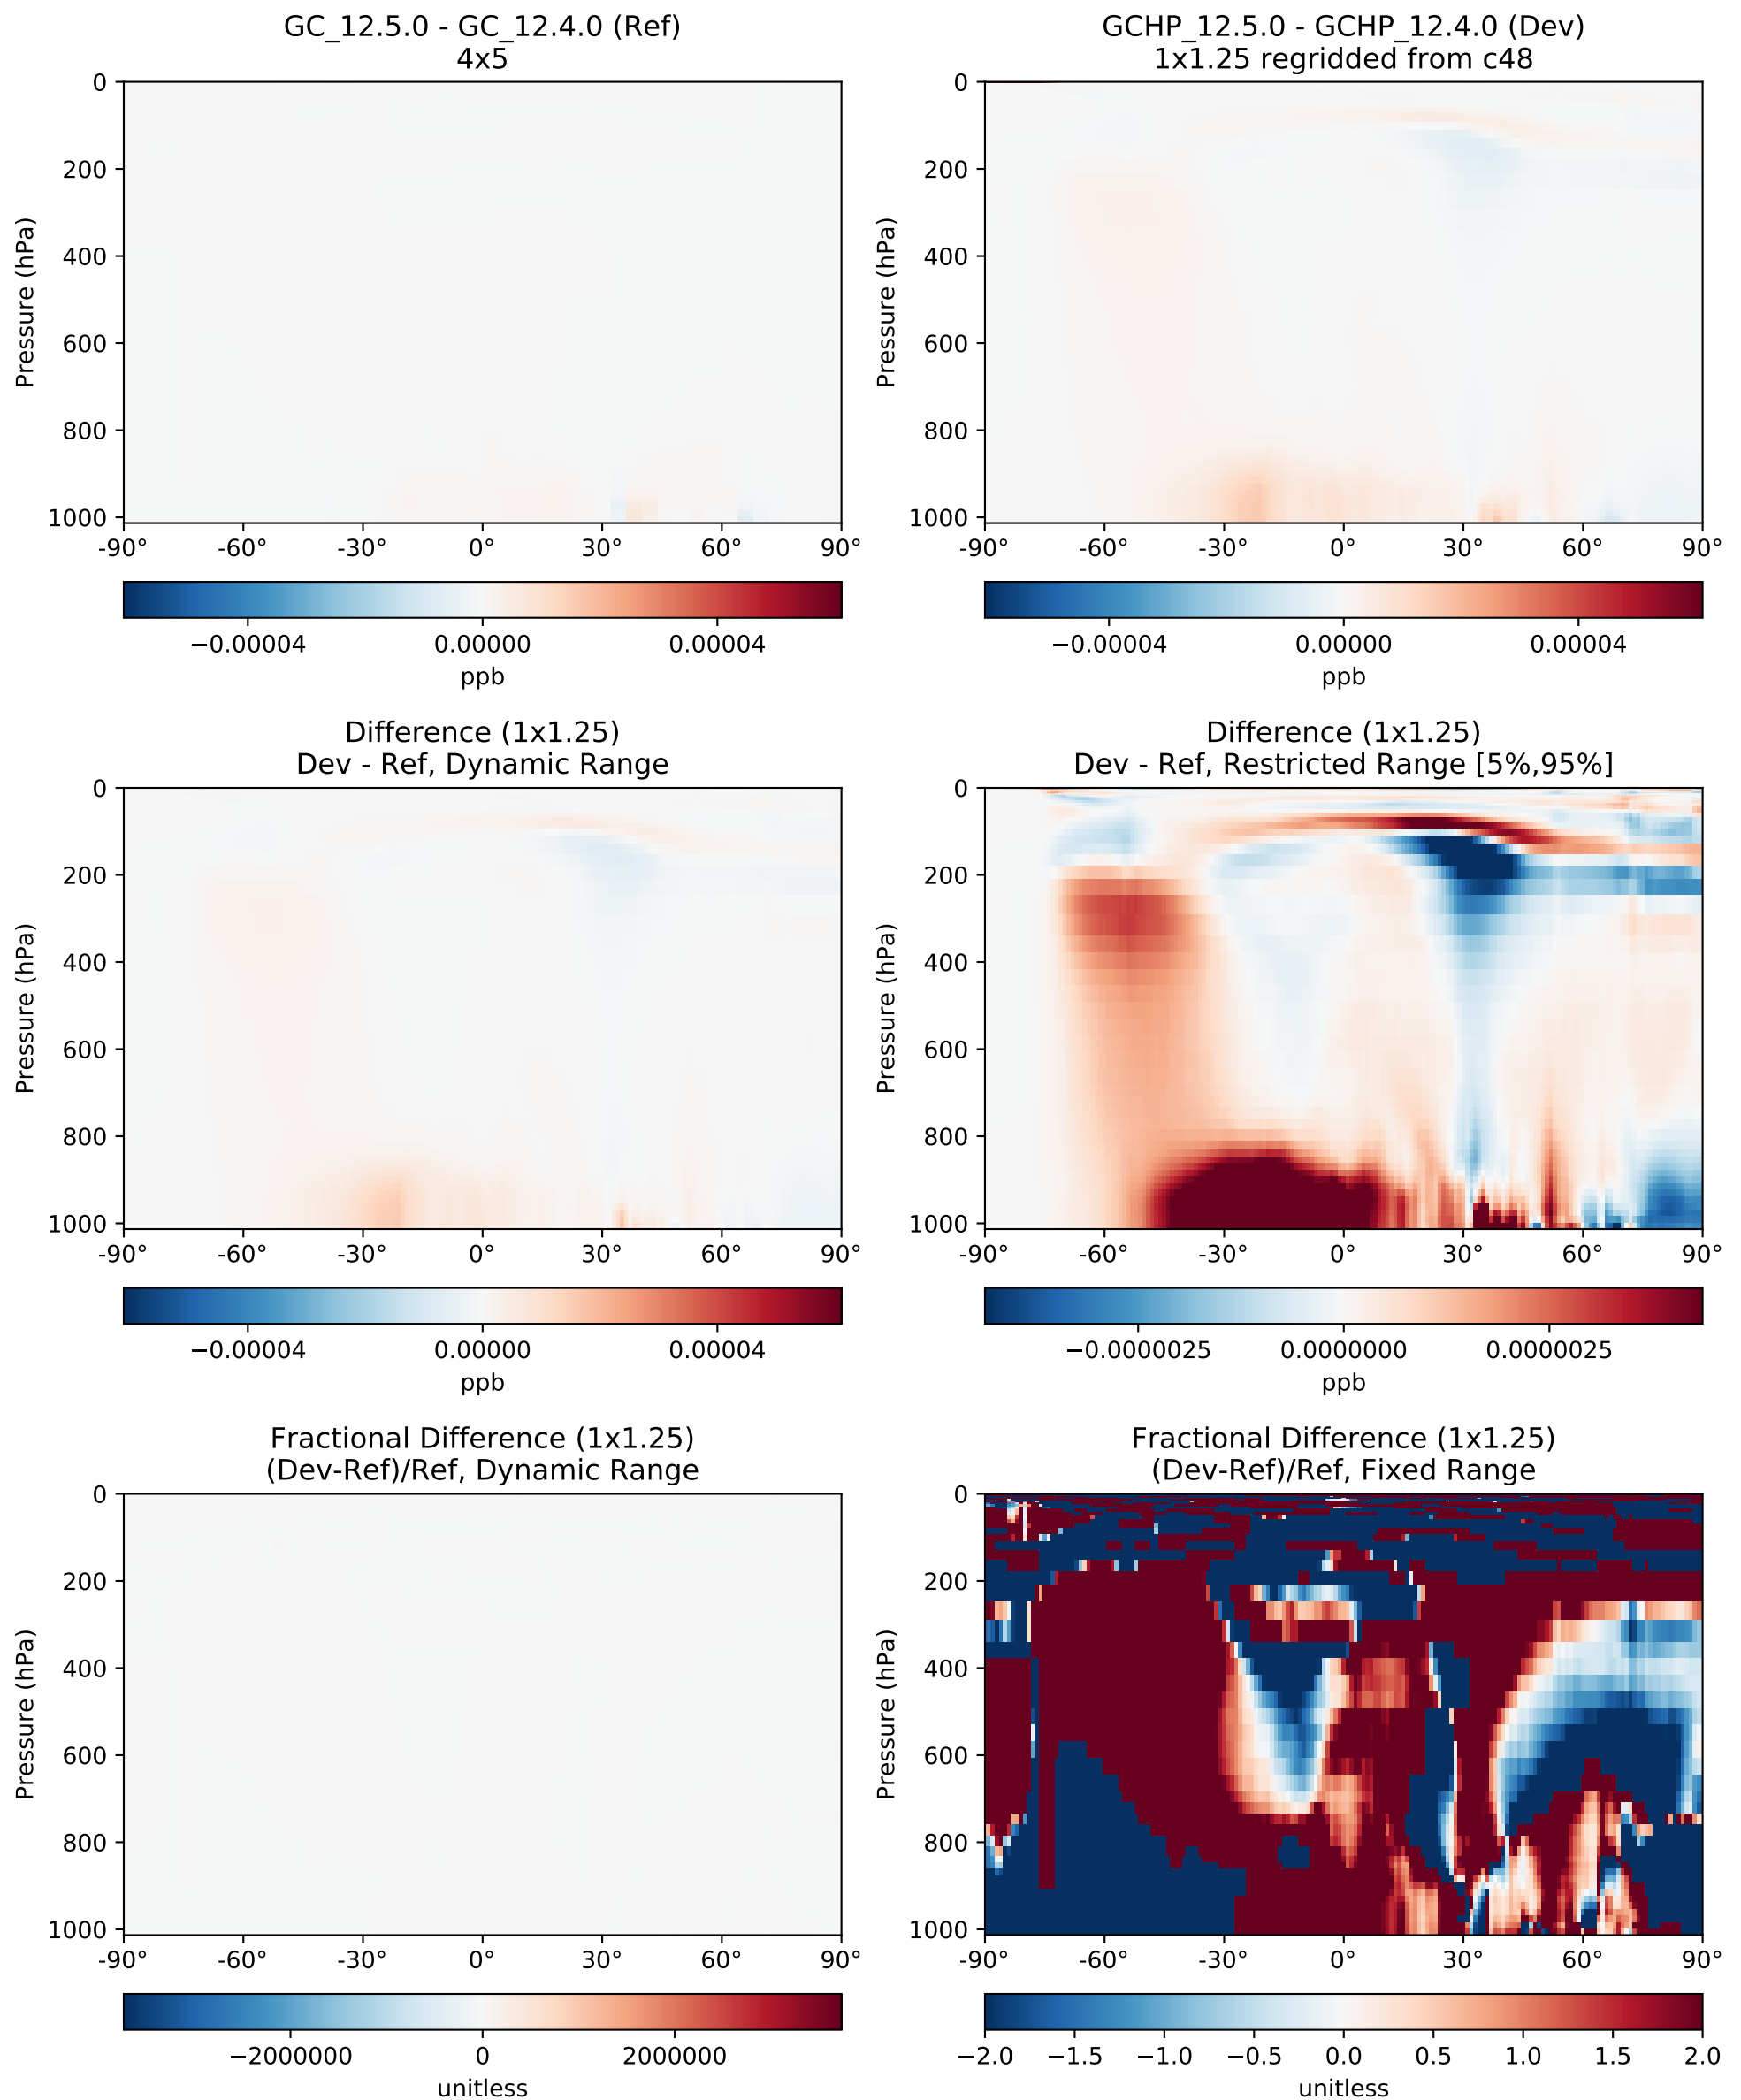 GC_12.5.0 - GC_12.4.0 (Ref)
4x5
0
200
400
600
800
1000
Pressure (hPa)
-90° -60° -30° 0° 30° 60° 90°
−0.00004 0.00000 0.00004
ppb
GCHP_12.5.0 - GCHP_12.4.0 (Dev)
1x1.25 regridded from c48
0
200
400
600
800
1000
Pressure (hPa)
-90° -60° -30° 0° 30° 60° 90°
−0.00004 0.00000 0.00004
ppb
Difference (1x1.25)
Dev - Ref, Dynamic Range
0
200
400
600
800
1000
Pressure (hPa)
-90° -60° -30° 0° 30° 60° 90°
−0.00004 0.00000 0.00004
ppb
Difference (1x1.25)
Dev - Ref, Restricted Range [5%,95%]
0
200
400
600
800
1000
Pressure (hPa)
-90° -60° -30° 0° 30° 60° 90°
−0.0000025 0.0000000 0.0000025
ppb
Fractional Difference (1x1.25)
(Dev-Ref)/Ref, Dynamic Range
0
200
400
600
800
1000
Pressure (hPa)
-90° -60° -30° 0° 30° 60° 90°
−2000000 0 2000000
unitless
Fractional Difference (1x1.25)
(Dev-Ref)/Ref, Fixed Range
0
200
400
600
800
1000
Pressure (hPa)
-90° -60° -30° 0° 30° 60° 90°
−2.0 −1.5 −1.0 −0.5 0.0 0.5 1.0 1.5 2.0
unitless